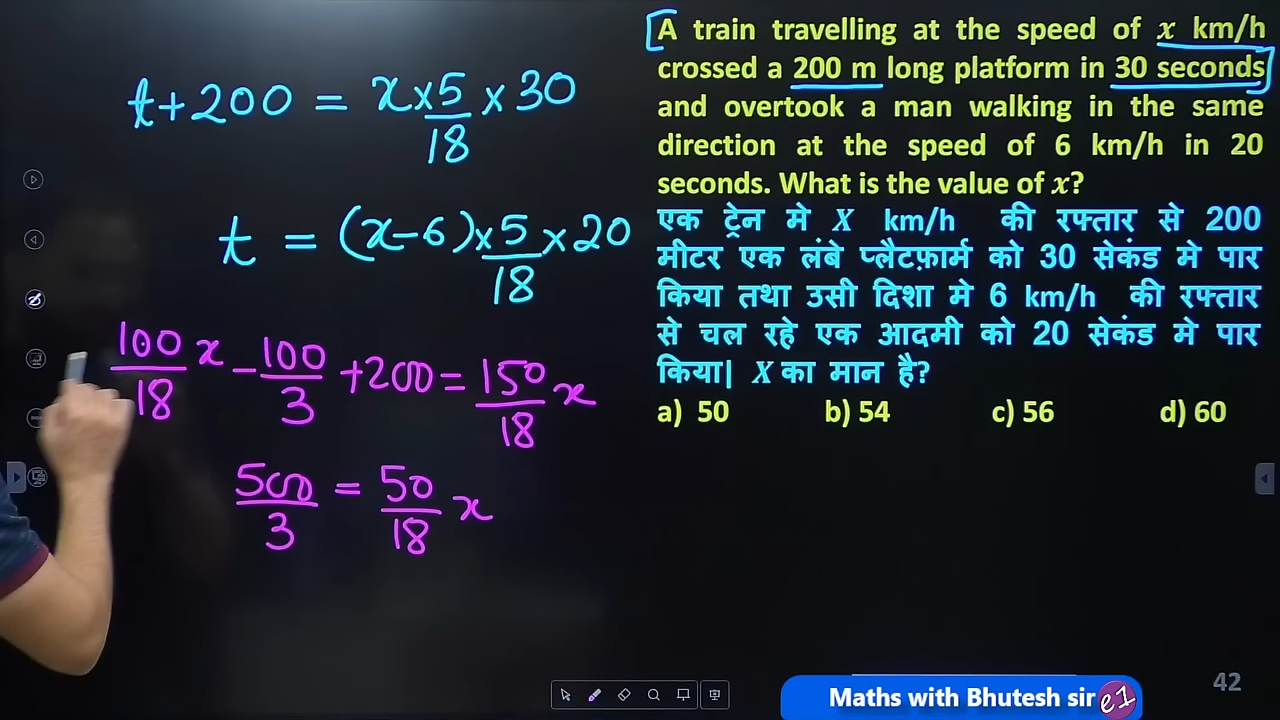 t+200 = x×5/18 ×30
t = (x-6)×5/18 ×20
100/18 x - 100/3 +200 = 150/18 x
500/3 = 50/18 x
A train travelling at the speed of x km/h
crossed a 200 m long platform in 30 seconds
and overtook a man walking in the same
direction at the speed of 6 km/h in 20
seconds. What is the value of x?
एक ट्रेन मे X km/h की रफ्तार से 200
मीटर एक लंबे प्लैटफ़ार्म को 30 सेकंड मे पार
किया तथा उसी दिशा मे 6 km/h की रफ्तार
से चल रहे एक आदमी को 20 सेकंड मे पार
किया| X का मान है?
a) 50 b) 54 c) 56 d) 60
42
Maths with Bhutesh sir e1